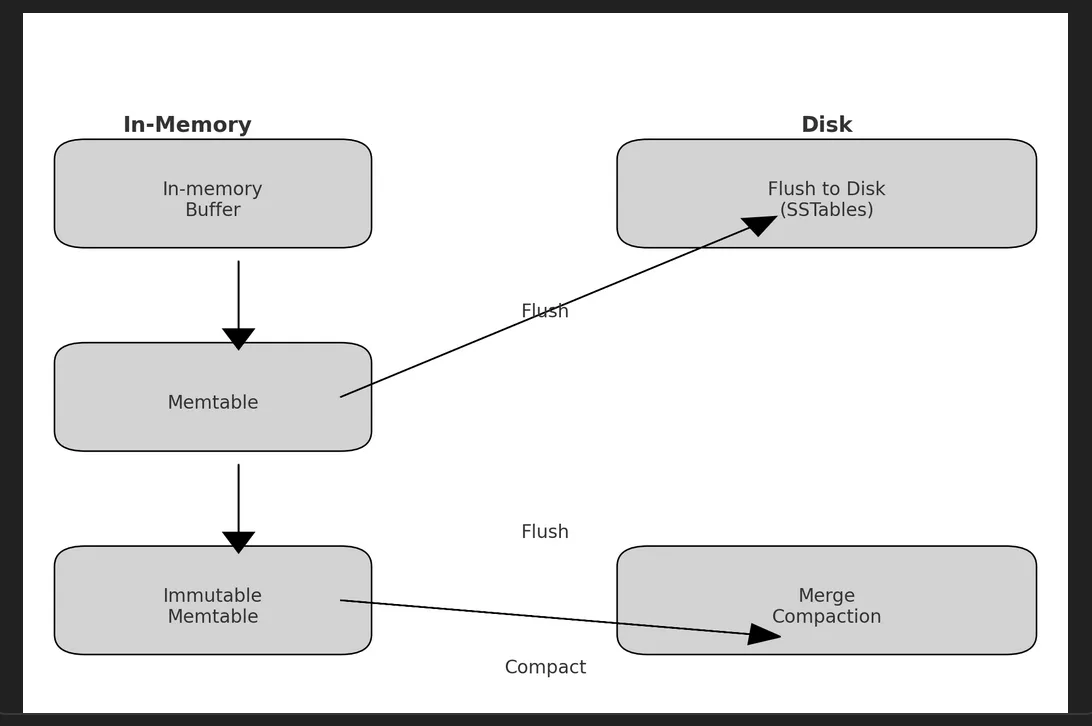 In-Memory
Disk
In-memory
Buffer
Flush to Disk
(SSTables)
Flush
Memtable
Flush
Immutable
Memtable
Merge
Compaction
Compact